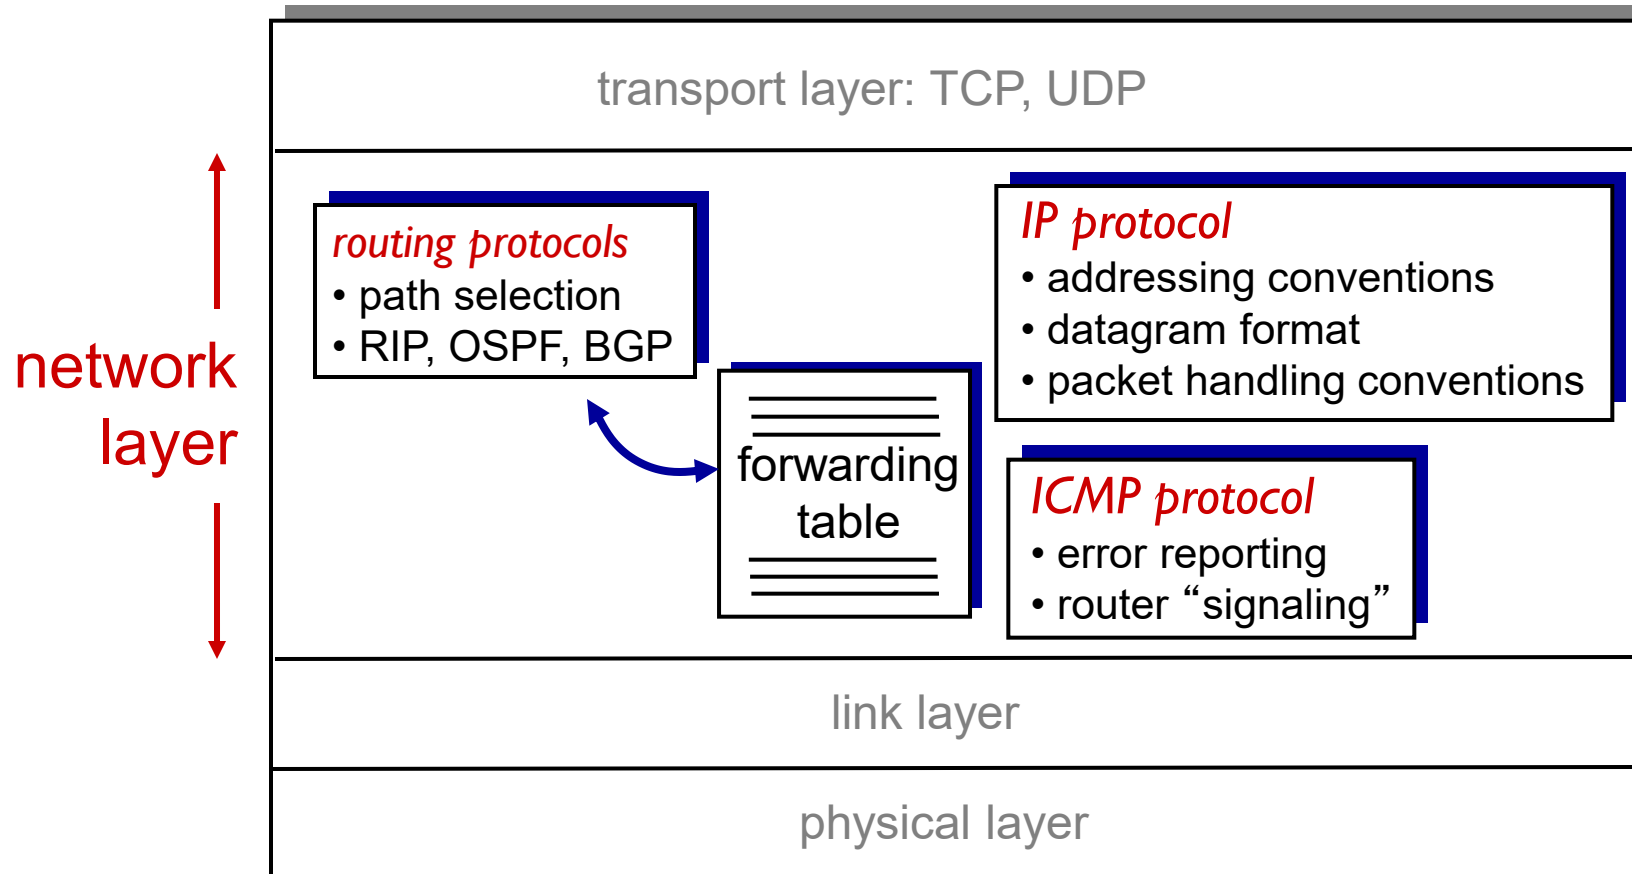 transport layer: TCP, UDP
network
layer
routing protocols
• path selection
• RIP, OSPF, BGP
forwarding
table
IP protocol
• addressing conventions
• datagram format
• packet handling conventions
ICMP protocol
• error reporting
• router “signaling”
link layer
physical layer